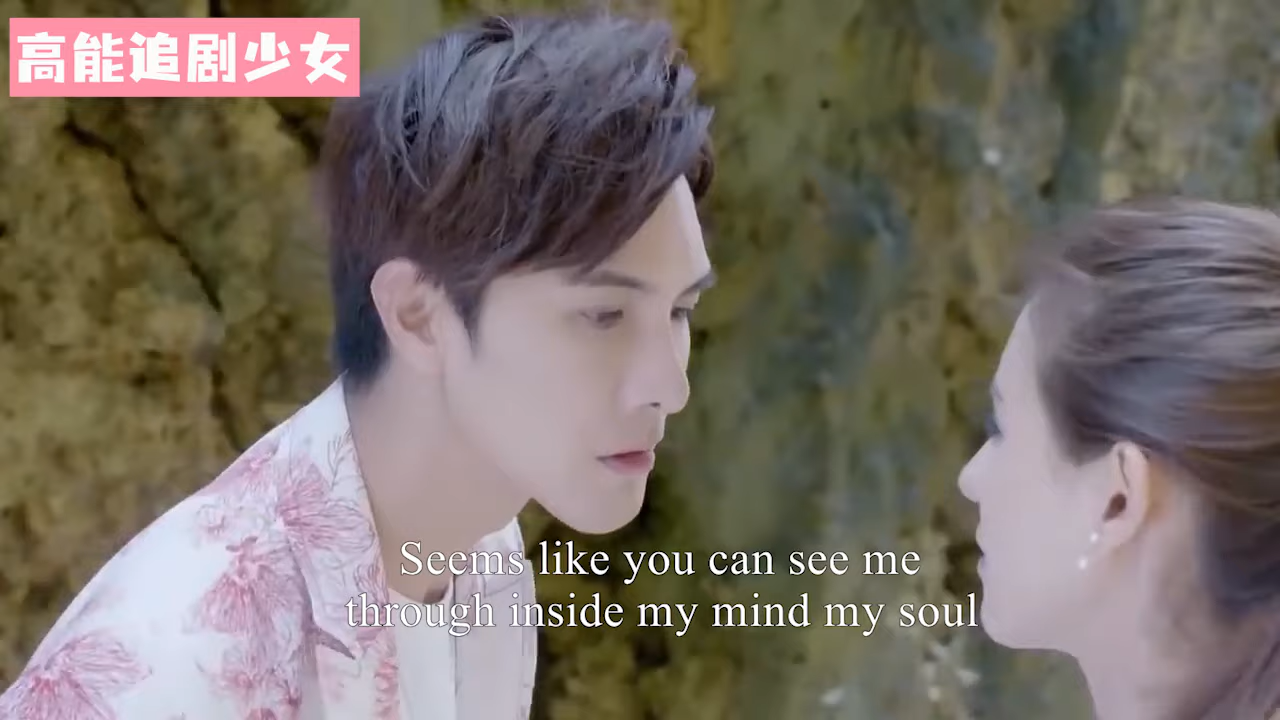 高能追剧少女
Seems like you can see me
through inside my mind my soul